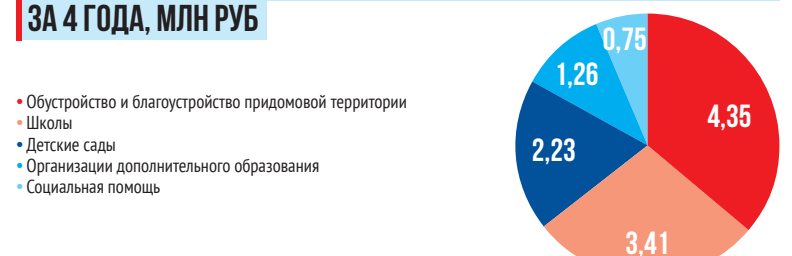 ЗА 4 ГОДА, МЛН РУБ
• Обустройство и благоустройство придомовой территории
• Школы
• Детские сады
• Организации дополнительного образования
• Социальная помощь
0,75
1,26
4,35
2,23
3,41